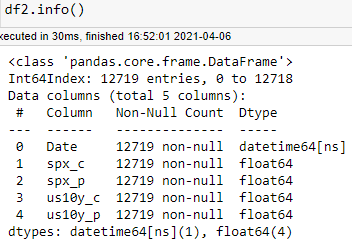 df2.info()
executed in 30ms, finished 16:52:01 2021-04-06
<class 'pandas.core.frame.DataFrame'>
Int64Index: 12719 entries, 0 to 12718
Data columns (total 5 columns):
 #   Column   Non-Null Count  Dtype
---  ------   --------------  -----
 0   Date     12719 non-null  datetime64[ns]
 1   spx_c    12719 non-null  float64
 2   spx_p    12719 non-null  float64
 3   us10y_c  12719 non-null  float64
 4   us10y_p  12719 non-null  float64
dtypes: datetime64[ns](1), float64(4)